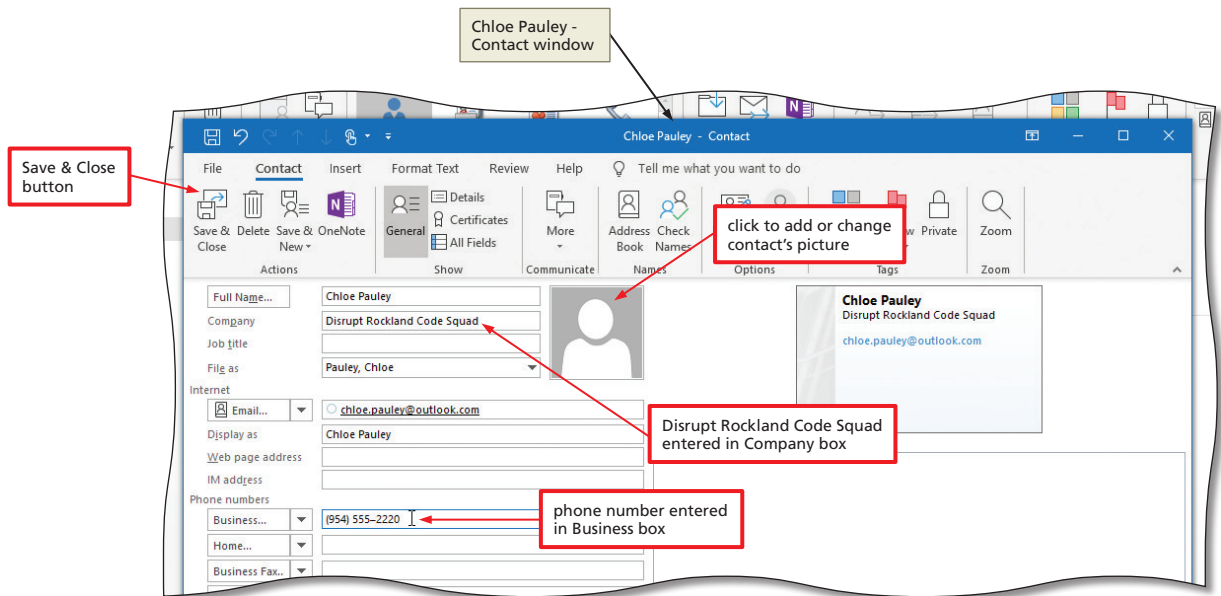 Chloe Pauley -
Contact window
Chloe Pauley - Contact
Save & Close
button
File Contact Insert Format Text Review Help Tell me what you want to do
Save & Close
Delete
Save & New
OneNote
General
Details
Certificates
All Fields
More
Address Book
Check Names
Private
Zoom
click to add or change
contact's picture
Actions Show Communicate Names Options Tags Zoom
Full Name... Chloe Pauley
Company Disrupt Rockland Code Squad
Job title
File as Pauley, Chloe
Internet
Email... chloe.pauley@outlook.com
Display as Chloe Pauley
Web page address
IM address
Phone numbers
Business... (954) 555–2220
Home...
Business Fax..
Chloe Pauley
Disrupt Rockland Code Squad
chloe.pauley@outlook.com
Disrupt Rockland Code Squad
entered in Company box
phone number entered
in Business box